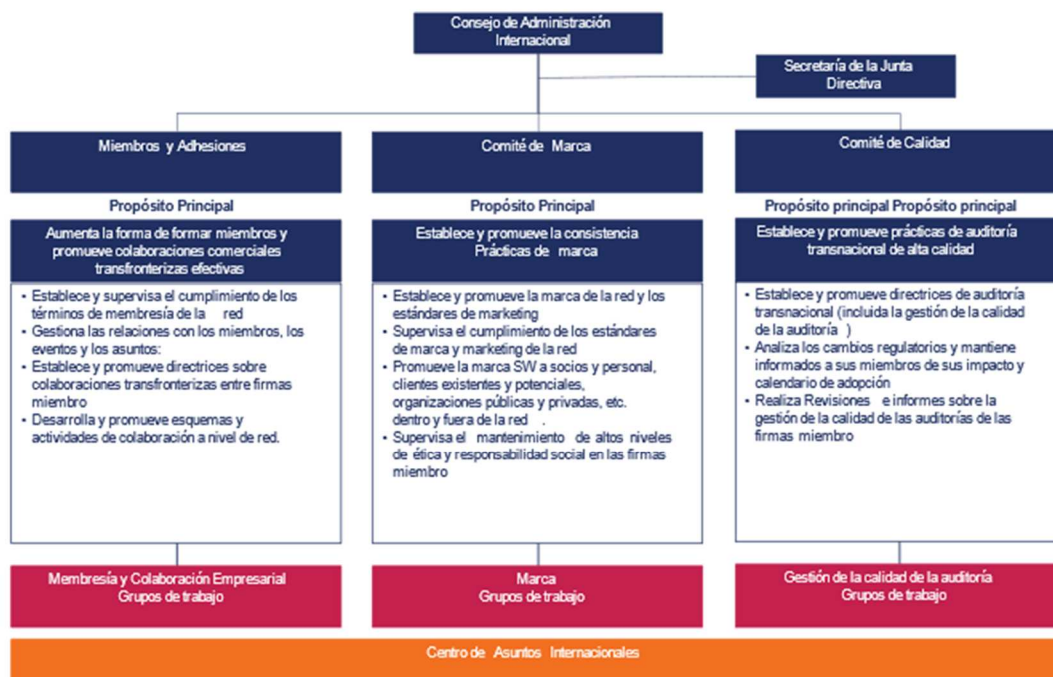 Consejo de Administración
Internacional
Secretaría de la Junta
Directiva
Miembros y Adhesiones
Propósito Principal
Aumenta la forma de formar miembros y
promueve colaboraciones comerciales
transfronterizas efectivas
• Establece y supervisa el cumplimiento de los
términos de membresía de la red
• Gestiona las relaciones con los miembros, los
eventos y los asuntos:
• Establece y promueve directrices sobre
colaboraciones transfronterizas entre firmas
miembro
• Desarrolla y promueve esquemas y
actividades de colaboración a nivel de red.
Membresía y Colaboración Empresarial
Grupos de trabajo
Comité de Marca
Propósito Principal
Establece y promueve la consistencia
Prácticas de marca
• Establece y promueve la marca de la red y los
estándares de marketing
• Supervisa el cumplimiento de los estándares
de marca y marketing de la red
• Promueve la marca SW a socios y personal,
clientes existentes y potenciales,
organizaciones públicas y privadas, etc.
dentro y fuera de la red .
• Supervisa el mantenimiento de altos niveles
de ética y responsabilidad social en las firmas
miembro
Marca
Grupos de trabajo
Comité de Calidad
Propósito principal Propósito principal
Establece y promueve prácticas de auditoría
transnacional de alta calidad
• Establece y promueve directrices de auditoría
transnacional (incluida la gestión de la calidad
de la auditoría )
• Analiza los cambios regulatorios y mantiene
informados a sus miembros de sus impacto y
calendario de adopción
• Realiza Revisiones e informes sobre la
gestión de la calidad de las auditorías de las
firmas miembro
Gestión de la calidad de la auditoría
Grupos de trabajo
Centro de Asuntos Internacionales